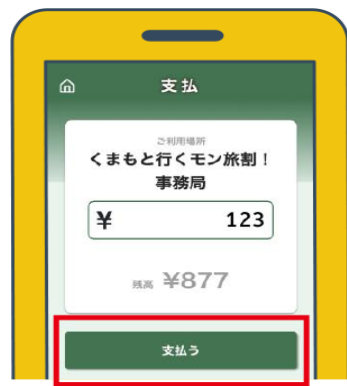 支払
ご利用場所
くまもと行くモン旅割！
事務局
¥ 123
残高 ¥877
支払う